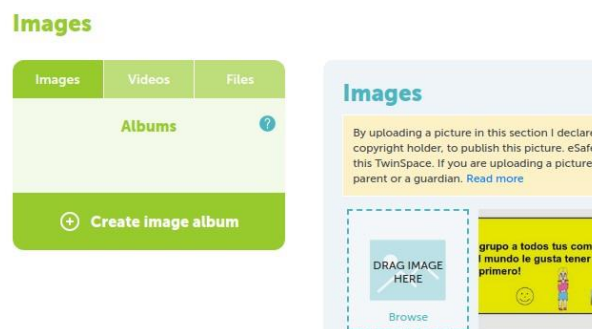 Images
Images
Videos
Files
Albums
?
Create image album
Images
By uploading a picture in this section I declare
copyright holder, to publish this picture. eSafe
this TwinSpace. If you are uploading a picture
parent or a guardian. Read more
DRAG IMAGE
HERE
Browse
grupo a todos tus com
l mundo le gusta tener
primero!